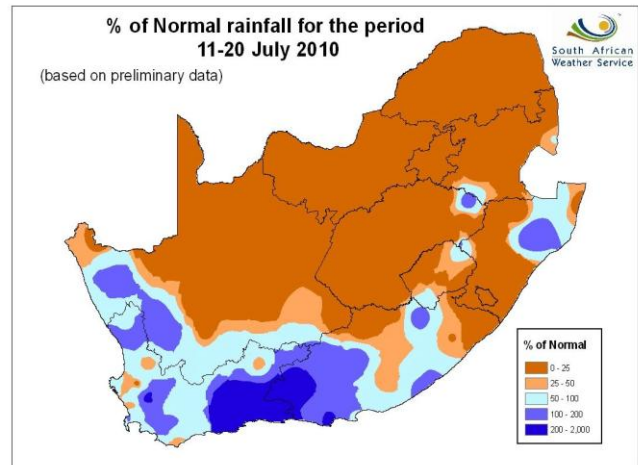 % of Normal rainfall for the period
11-20 July 2010
(based on preliminary data)
South African
Weather Service
% of Normal
0 - 25
25 - 50
50 - 100
100 - 200
200 - 2,000